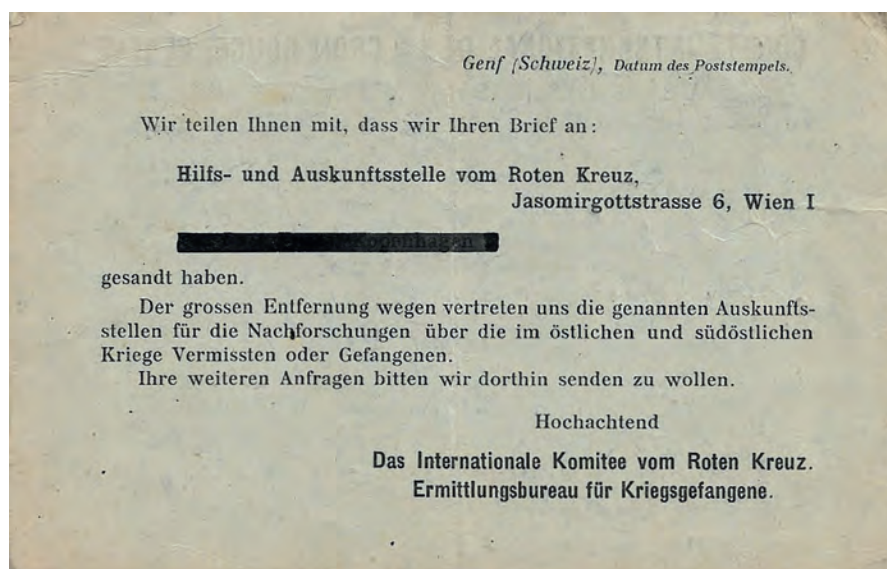 Genf (Schweiz), Datum des Poststempels.
Wir teilen Ihnen mit, dass wir Ihren Brief an:
Hilfs- und Auskunftsstelle vom Roten Kreuz,
Jasomirgottstrasse 6, Wien I
Kopenhagen
gesandt haben.
Der grossen Entfernung wegen vertreten uns die genannten Auskunfts-
stellen für die Nachforschungen über die im östlichen und südöstlichen
Kriege Vermissten oder Gefangenen.
Ihre weiteren Anfragen bitten wir dorthin senden zu wollen.
Hochachtend
Das Internationale Komitee vom Roten Kreuz.
Ermittlungsbureau für Kriegsgefangene.